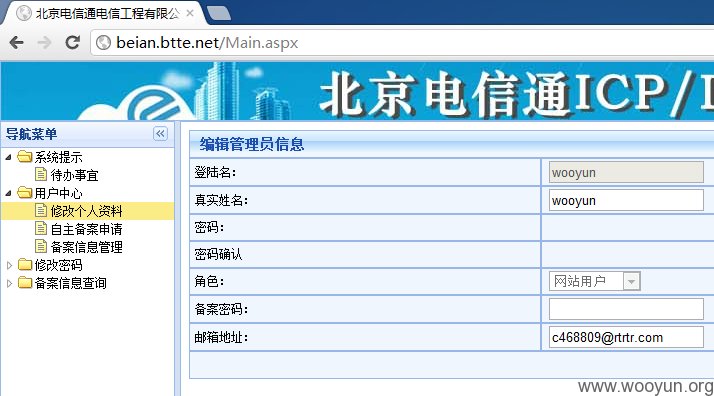 北京电信通电信工程有限公
beian.btte.net/Main.aspx
北京电信通ICP/I
导航菜单
系统提示
待办事宜
用户中心
修改个人资料
自主备案申请
备案信息管理
修改密码
备案信息查询
编辑管理员信息
登陆名： wooyun
真实姓名： wooyun
密码：
密码确认
角色： 网站用户
备案密码：
邮箱地址： c468809@rtrtr.com
www.wooyun.org